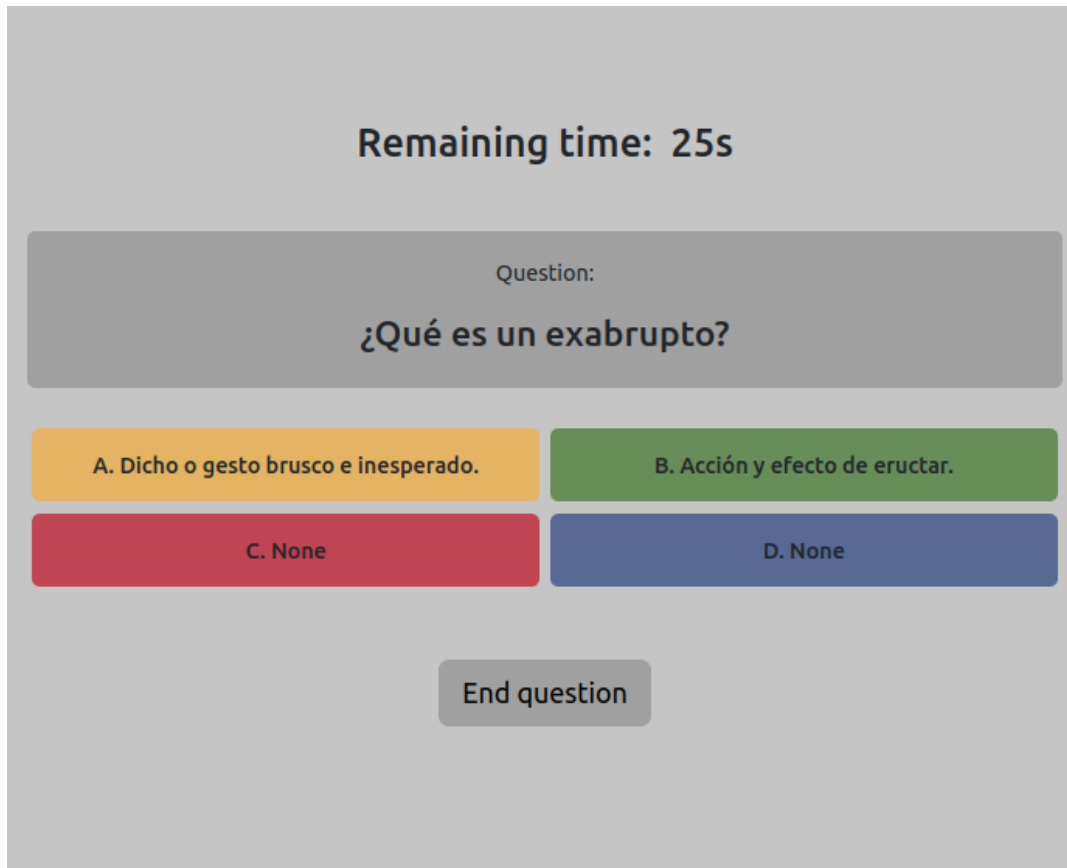 Remaining time: 25s
Question:
¿Qué es un exabrupto?
A. Dicho o gesto brusco e inesperado.
B. Acción y efecto de eructar.
C. None
D. None
End question